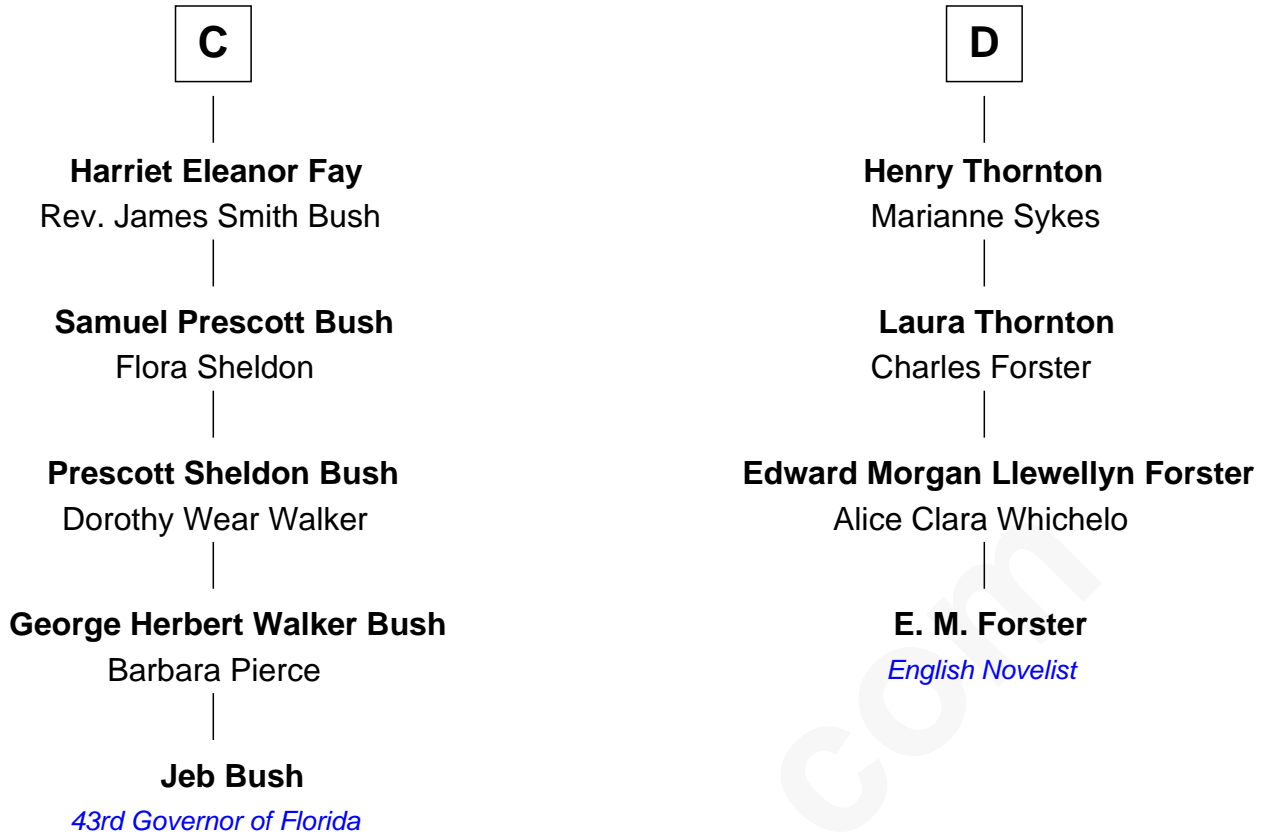 C
Harriet Eleanor Fay
Rev. James Smith Bush
Samuel Prescott Bush
Flora Sheldon
Prescott Sheldon Bush
Dorothy Wear Walker
George Herbert Walker Bush
Barbara Pierce
Jeb Bush
43rd Governor of Florida
D
Henry Thornton
Marianne Sykes
Laura Thornton
Charles Forster
Edward Morgan Llewellyn Forster
Alice Clara Whichelo
E. M. Forster
English Novelist
com